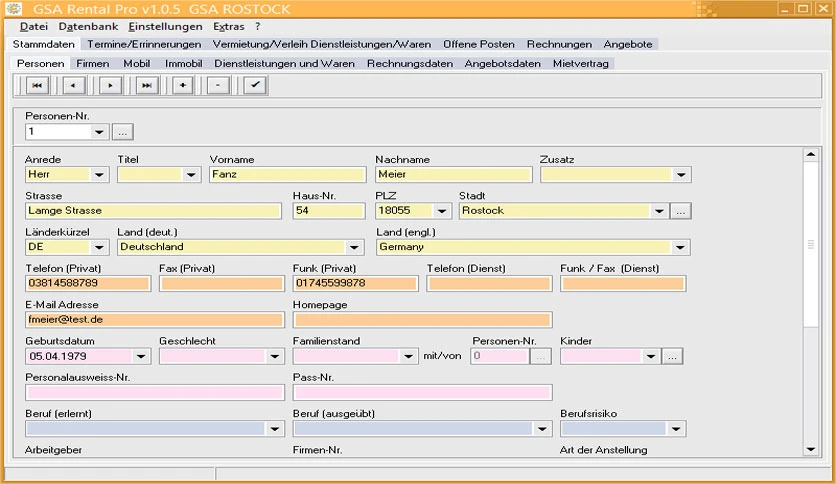 GSA Rental Pro v1.0.5 GSA ROSTOCK
Datei Datenbank Einstellungen Extras ?
Stammdaten Termine/Errinnerungen Vermietung/Verleih Dienstleistungen/Waren Offene Posten Rechnungen Angebote
Personen Firmen Mobil Immobil Dienstleistungen und Waren Rechnungsdaten Angebotsdaten Mietvertrag
+ -
Personen-Nr.
1 ...
Anrede Titel Vorname Nachname Zusatz
Herr Fanz Meier
Strasse Haus-Nr. PLZ Stadt
Lamge Strasse 54 18055 Rostock ...
Länderkürzel Land (deut.) Land (engl.)
DE Deutschland Germany
Telefon (Privat) Fax (Privat) Funk (Privat) Telefon (Dienst) Funk / Fax (Dienst)
03814588789 01745599878
E-Mail Adresse Homepage
fmeier@test.de
Geburtsdatum Geschlecht Familienstand Personen-Nr. Kinder
05.04.1979 mit/von 0 ... ...
Personalausweiss-Nr. Pass-Nr.
Beruf (erlernt) Beruf (ausgeübt) Berufsrisiko
Arbeitgeber Firmen-Nr. Art der Anstellung